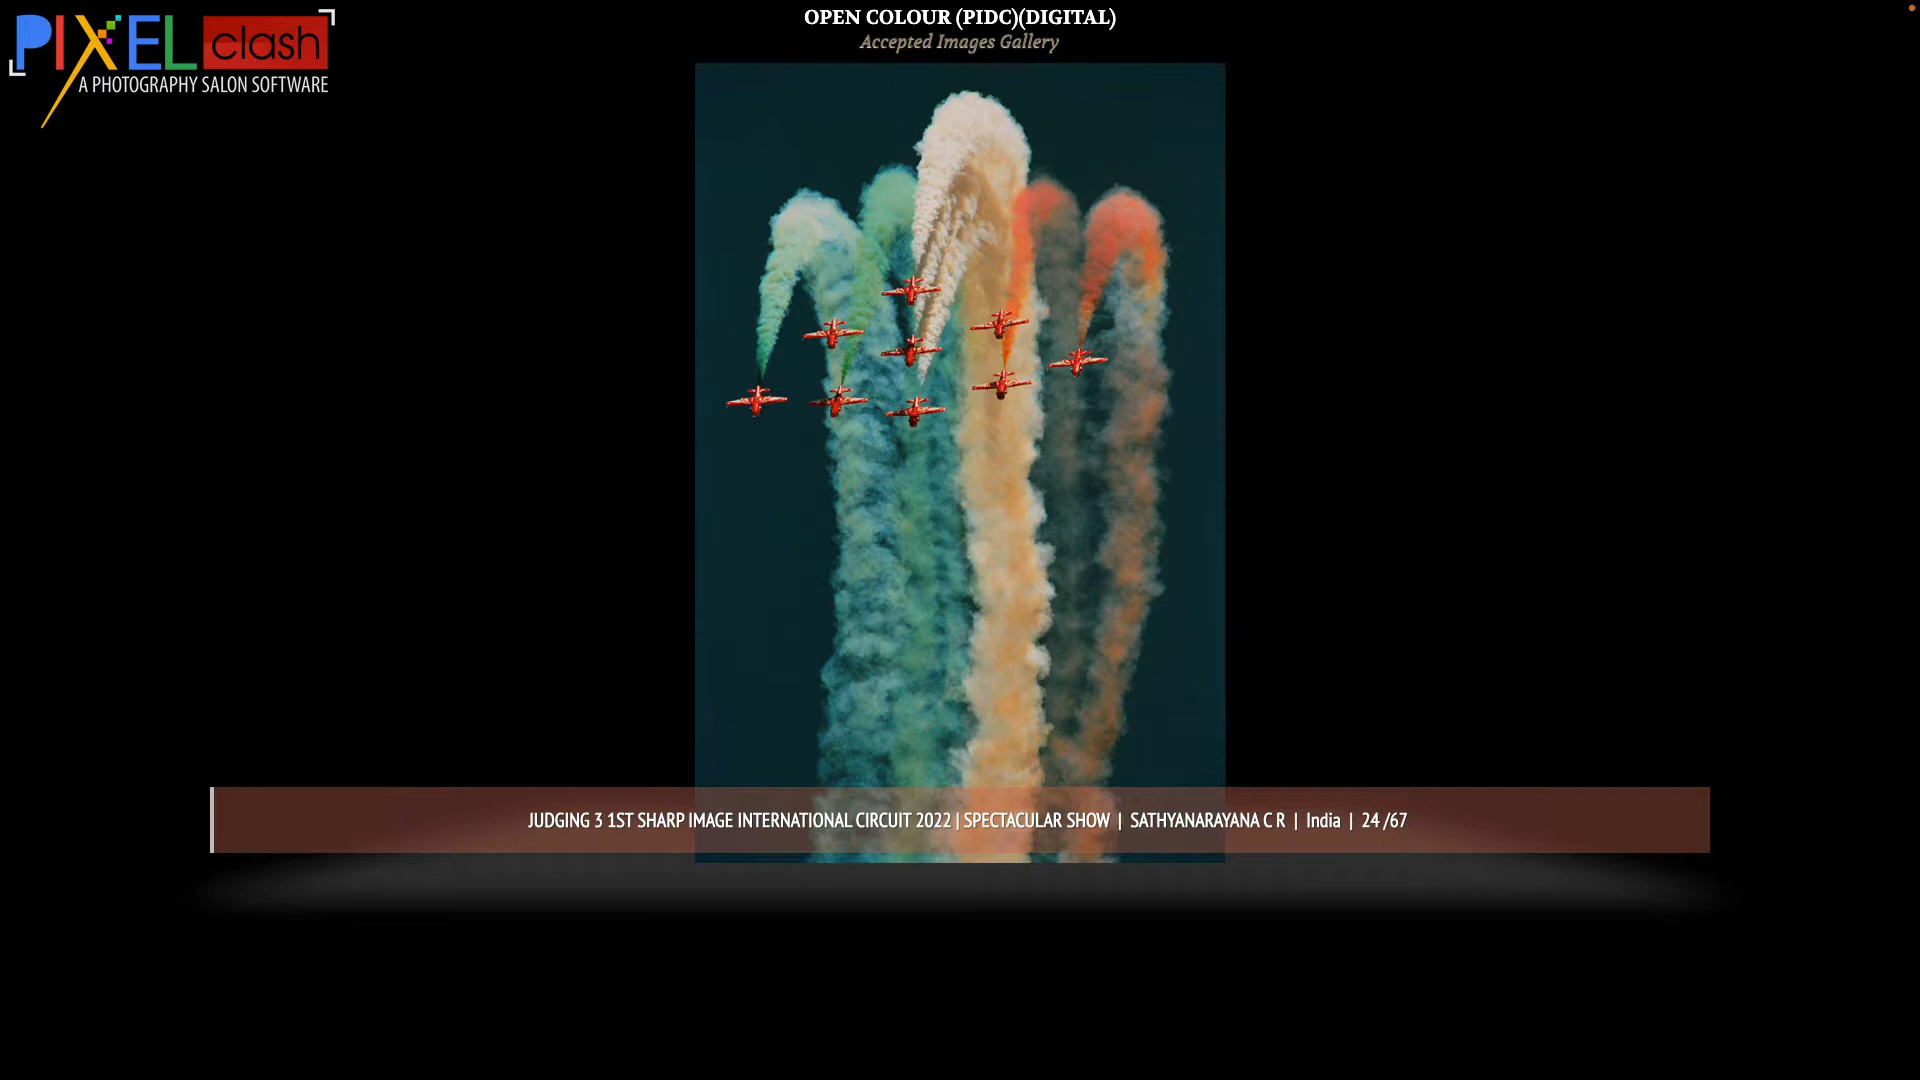 PIXEL clash
A PHOTOGRAPHY SALON SOFTWARE
OPEN COLOUR (PIDC)(DIGITAL)
Accepted Images Gallery
JUDGING 3 1ST SHARP IMAGE INTERNATIONAL CIRCUIT 2022 | SPECTACULAR SHOW | SATHYANARAYANA C R | India | 24 /67